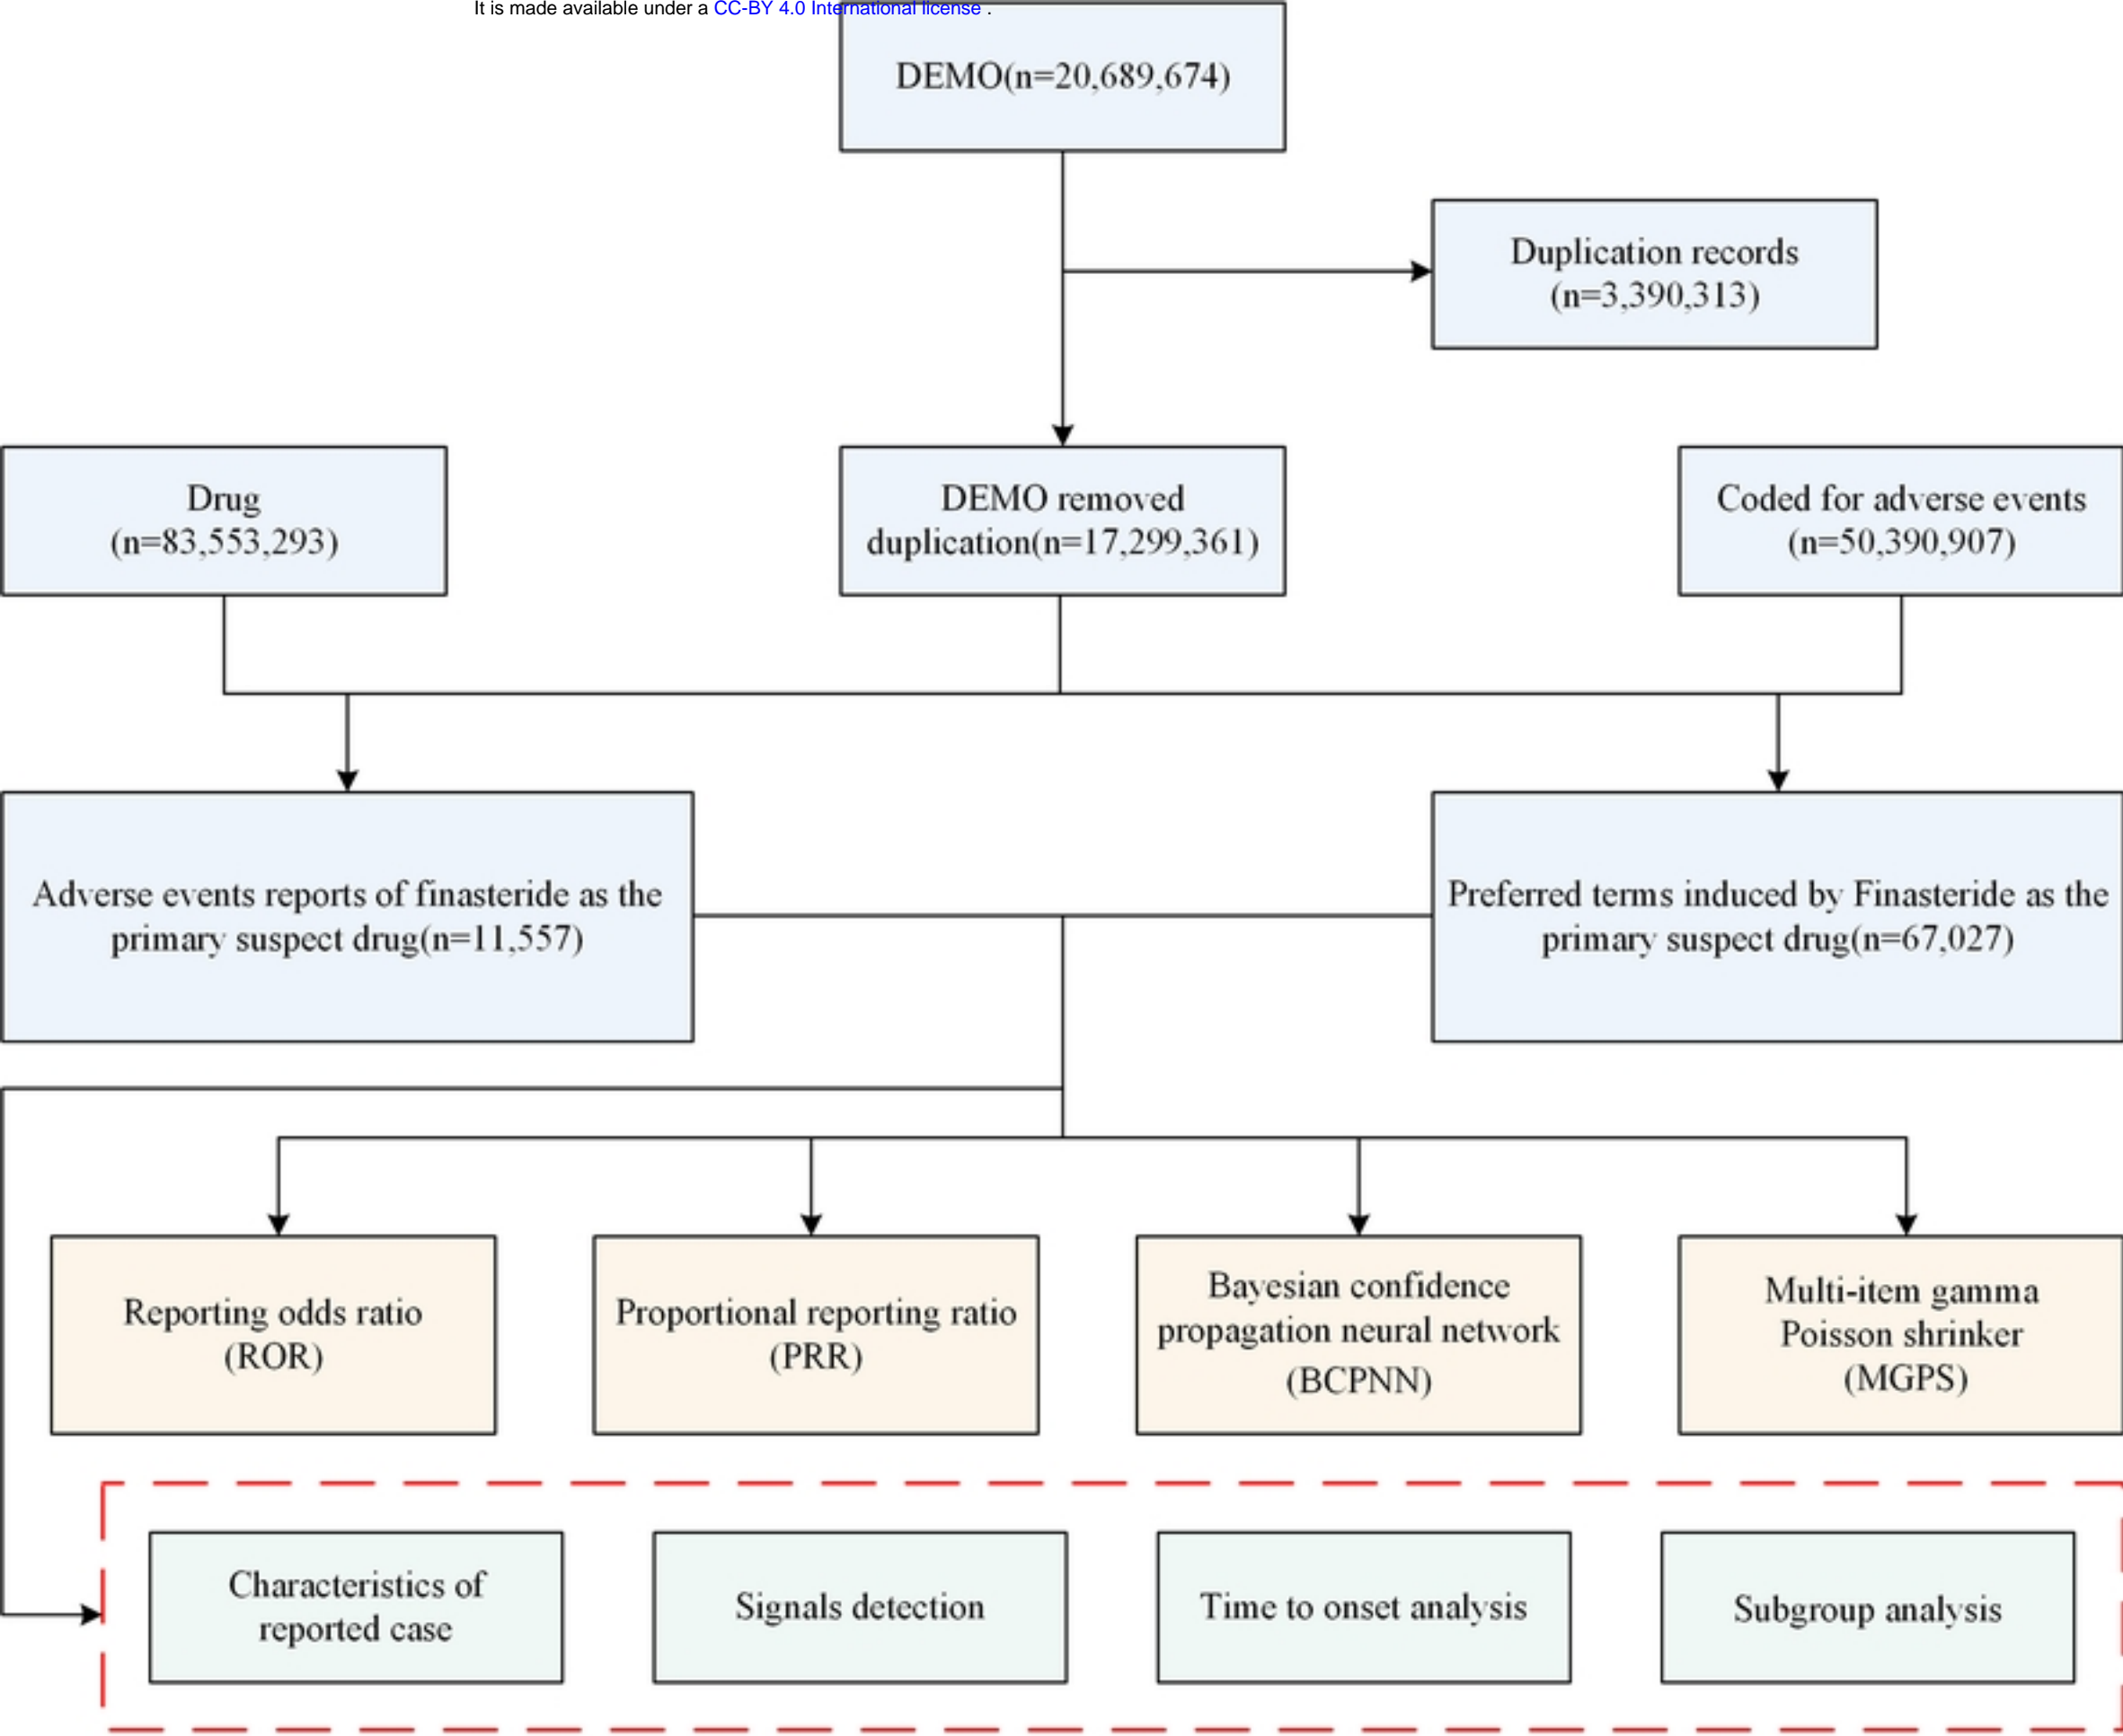 It is made available under a CC-BY 4.0 International license .
DEMO(n=20,689,674)
Duplication records
(n=3,390,313)
Drug
(n=83,553,293)
DEMO removed
duplication(n=17,299,361)
Coded for adverse events
(n=50,390,907)
Adverse events reports of finasteride as the
primary suspect drug(n=11,557)
Preferred terms induced by Finasteride as the
primary suspect drug(n=67,027)
Reporting odds ratio
(ROR)
Proportional reporting ratio
(PRR)
Bayesian confidence
propagation neural network
(BCPNN)
Multi-item gamma
Poisson shrinker
(MGPS)
Characteristics of
reported case
Signals detection
Time to onset analysis
Subgroup analysis